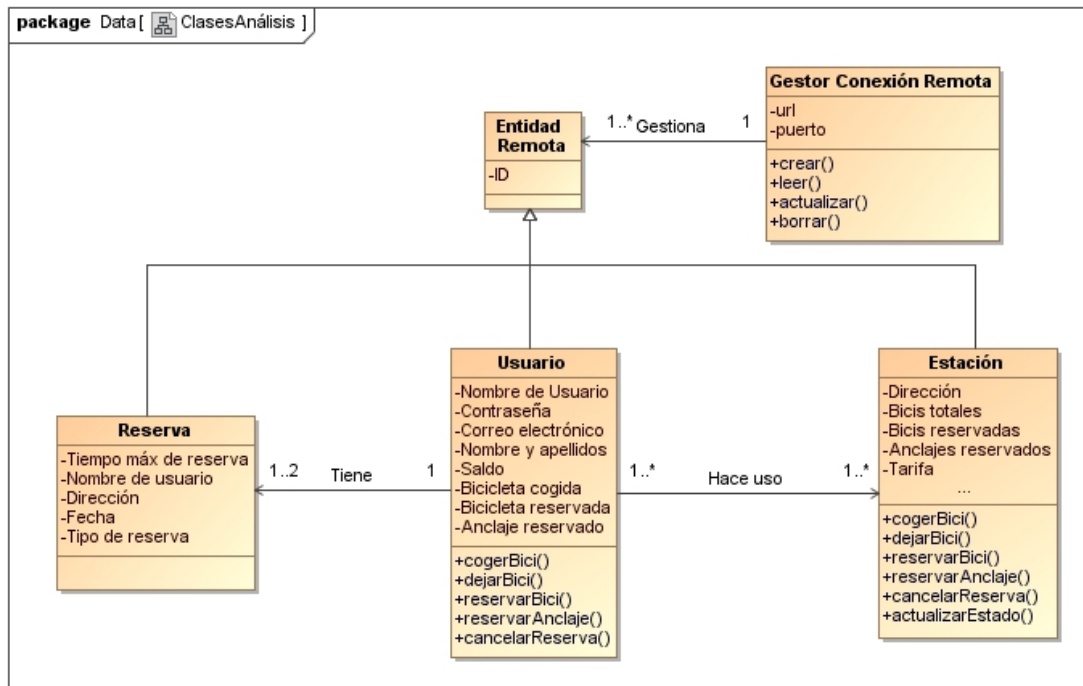 package Data [ ClasesAnálisis ]
Gestor Conexión Remota
-url
-puerto
+crear()
+leer()
+actualizar()
+borrar()
1..* Gestiona 1
Entidad
Remota
-ID
Usuario
-Nombre de Usuario
-Contraseña
-Correo electrónico
-Nombre y apellidos
-Saldo
-Bicicleta cogida
-Bicicleta reservada
-Anclaje reservado
+cogerBici()
+dejarBici()
+reservarBici()
+reservarAnclaje()
+cancelarReserva()
Estación
-Dirección
-Bicis totales
-Bicis reservadas
-Anclajes reservados
-Tarifa
...
+cogerBici()
+dejarBici()
+reservarBici()
+reservarAnclaje()
+cancelarReserva()
+actualizarEstado()
Reserva
-Tiempo máx de reserva
-Nombre de usuario
-Dirección
-Fecha
-Tipo de reserva
1..2 Tiene 1
1..* Hace uso 1..*